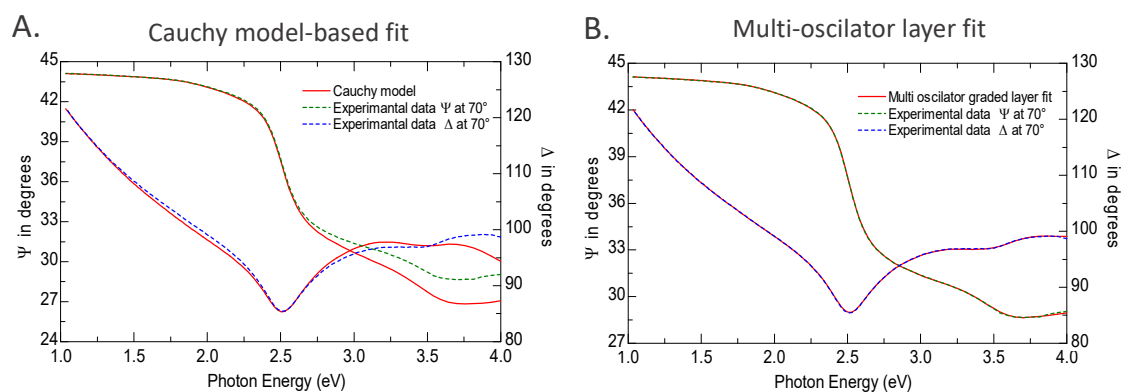 A.
Cauchy model-based fit
45
42
39
36
33
30
27
24
Ψ in degrees
130
120
110
100
90
80
Δ in degrees
Cauchy model
Experimantal data Ψ at 70°
Experimantal data Δ at 70°
1.0 1.5 2.0 2.5 3.0 3.5 4.0
Photon Energy (eV)
B.
Multi-oscilator layer fit
45
42
39
36
33
30
27
Ψ in degrees
130
120
110
100
90
80
Δ in degrees
Multi oscilator graded layer fit
Experimental data Ψ at 70°
Experimental data Δ at 70°
1.0 1.5 2.0 2.5 3.0 3.5 4.0
Photon Energy (eV)